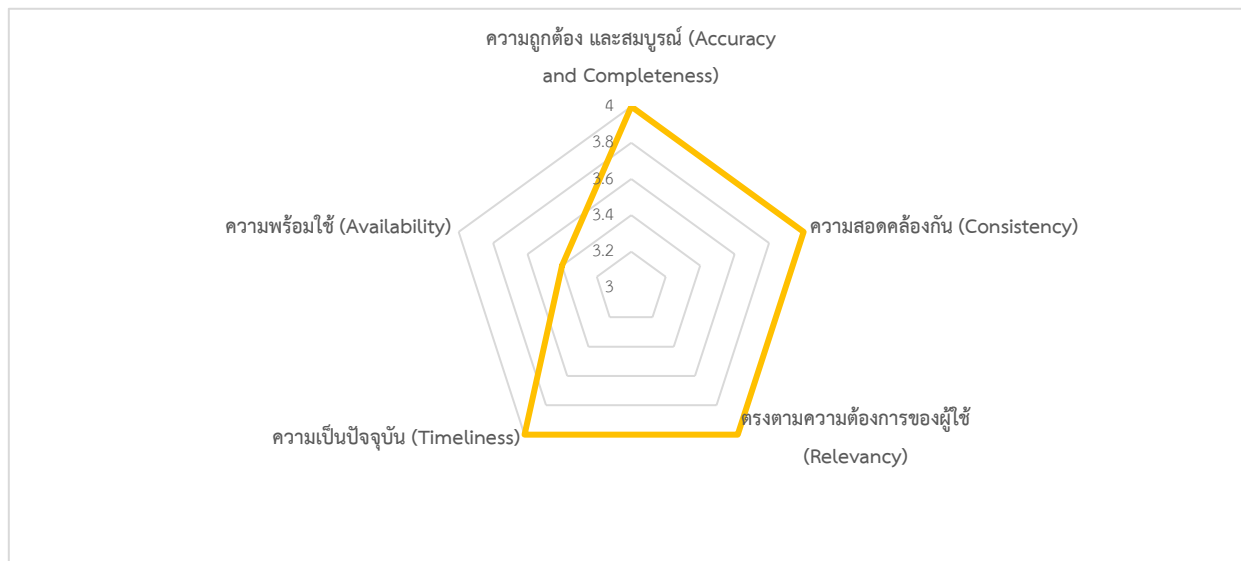 ความถูกต้อง และสมบูรณ์ (Accuracy
and Completeness)
4
3.8
3.6
3.4
3.2
3
ความพร้อมใช้ (Availability)
ความสอดคล้องกัน (Consistency)
ความเป็นปัจจุบัน (Timeliness)
ตรงตามความต้องการของผู้ใช้
(Relevancy)